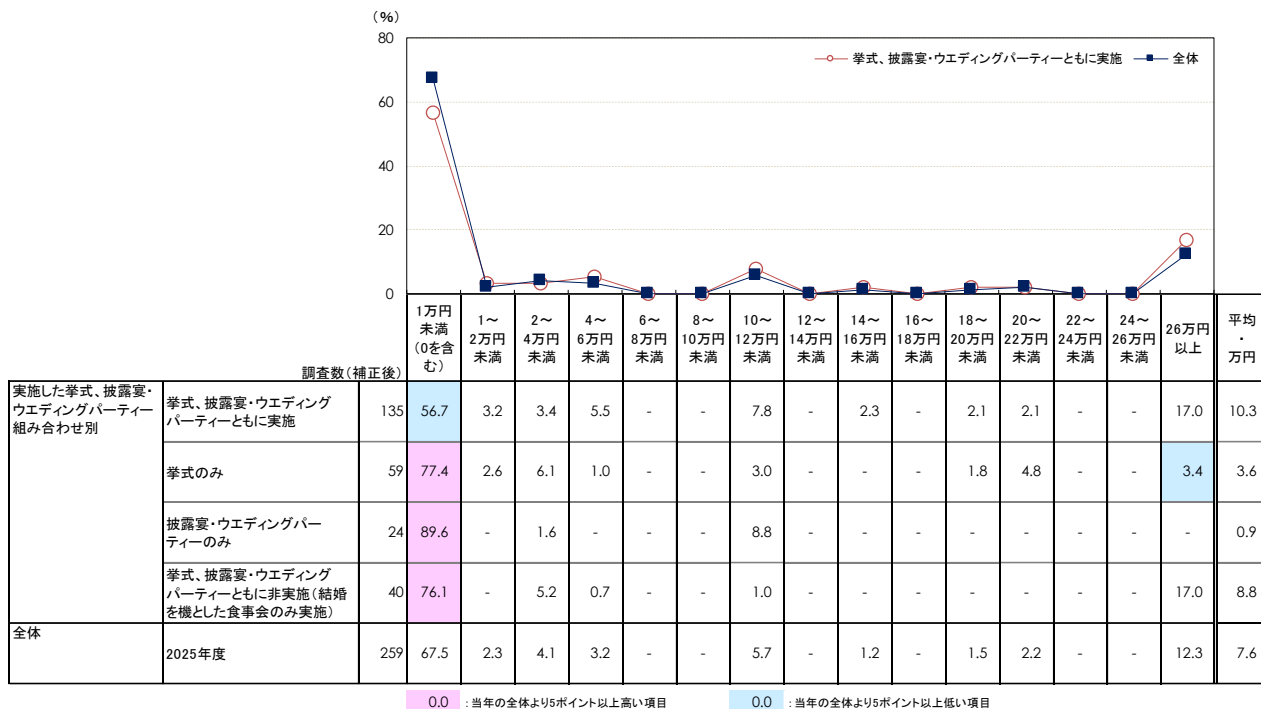 (%)
80
60
40
20
0
挙式、披露宴・ウエディングパーティーともに実施 全体
調査数(補正後)
1万円
未満
(0を含
む)
1~
2万円
未満
2~
4万円
未満
4~
6万円
未満
6~
8万円
未満
8~
10万円
未満
10~
12万円
未満
12~
14万円
未満
14~
16万円
未満
16~
18万円
未満
18~
20万円
未満
20~
22万円
未満
22~
24万円
未満
24~
26万円
未満
26万円
以上
平均
・
万円
実施した挙式、披露宴・
ウエディングパーティー
組み合わせ別
挙式、披露宴・ウエディング
パーティーともに実施
135 56.7 3.2 3.4 5.5 - - 7.8 - 2.3 - 2.1 2.1 - - 17.0 10.3
挙式のみ 59 77.4 2.6 6.1 1.0 - - 3.0 - - - 1.8 4.8 - - 3.4 3.6
披露宴・ウエディングパー
ティーのみ
24 89.6 - 1.6 - - - 8.8 - - - - - - - - 0.9
挙式、披露宴・ウエディング
パーティーともに非実施(結婚
を機とした食事会のみ実施)
40 76.1 - 5.2 0.7 - - 1.0 - - - - - - - 17.0 8.8
全体
2025年度 259 67.5 2.3 4.1 3.2 - - 5.7 - 1.2 - 1.5 2.2 - - 12.3 7.6
0.0 :当年の全体より5ポイント以上高い項目 0.0 :当年の全体より5ポイント以上低い項目